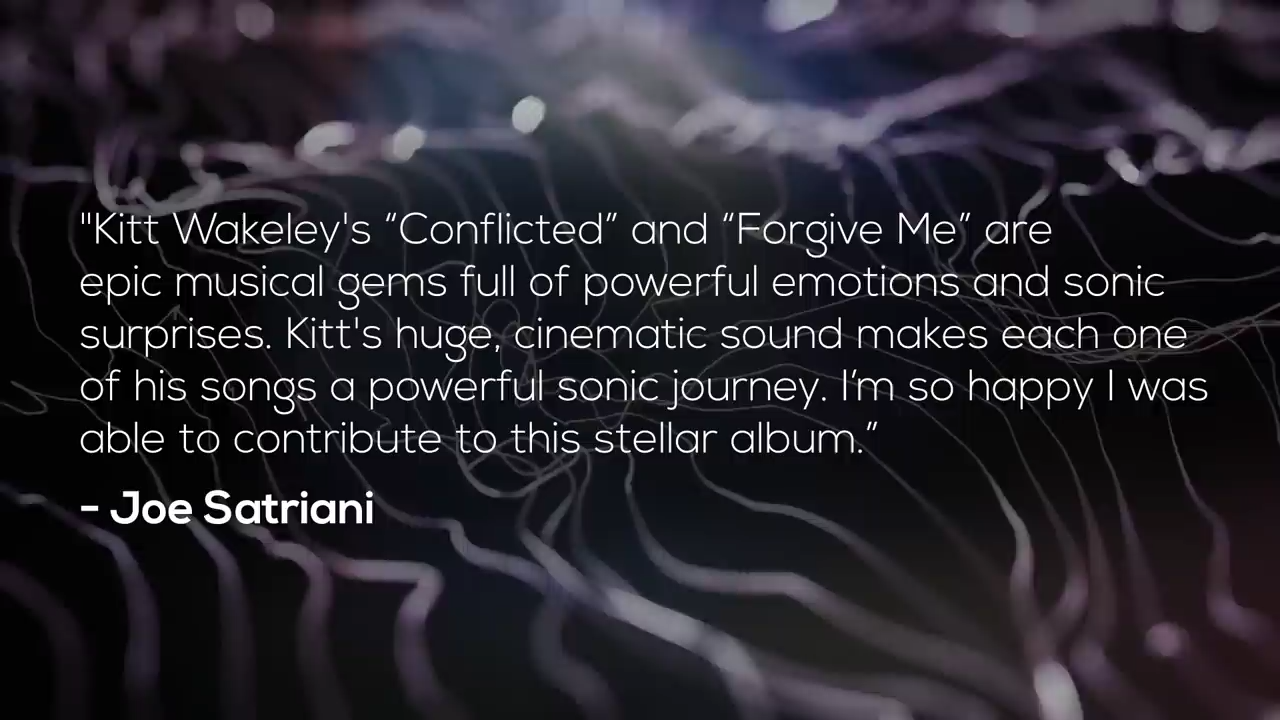 "Kitt Wakeley's “Conflicted” and “Forgive Me” are
epic musical gems full of powerful emotions and sonic
surprises. Kitt's huge, cinematic sound makes each one
of his songs a powerful sonic journey. I’m so happy I was
able to contribute to this stellar album.”
- Joe Satriani